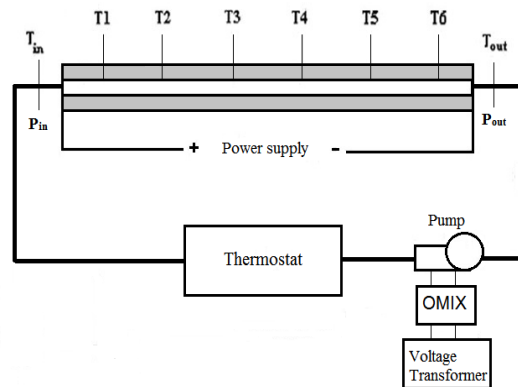 T1 T2 T3 T4 T5 T6
Tin Tout
Pin Pout
+ Power supply -
Pump
Thermostat
OMIX
Voltage
Transformer